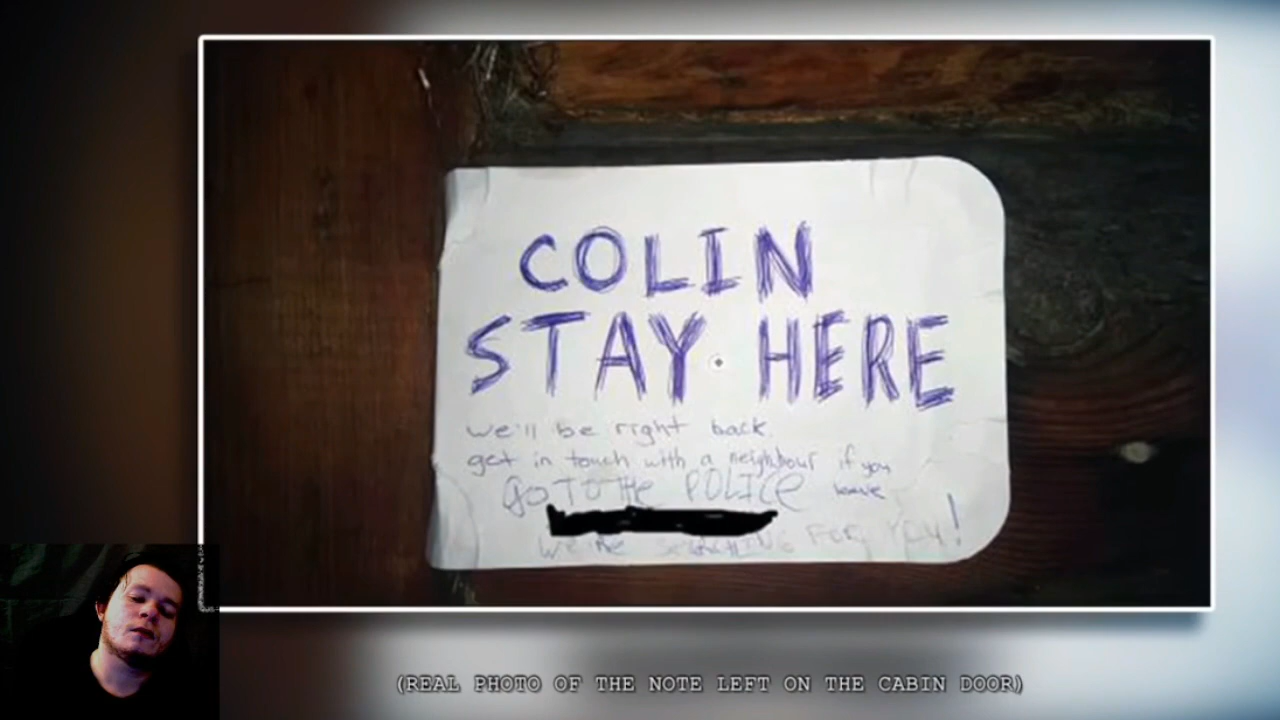 COLIN
STAY HERE
we'll be right back.
get in touch with a neighbour if you
GO TO THE POLICE leave
WE'RE SEARCHING FOR YOU!
(REAL PHOTO OF THE NOTE LEFT ON THE CABIN DOOR)